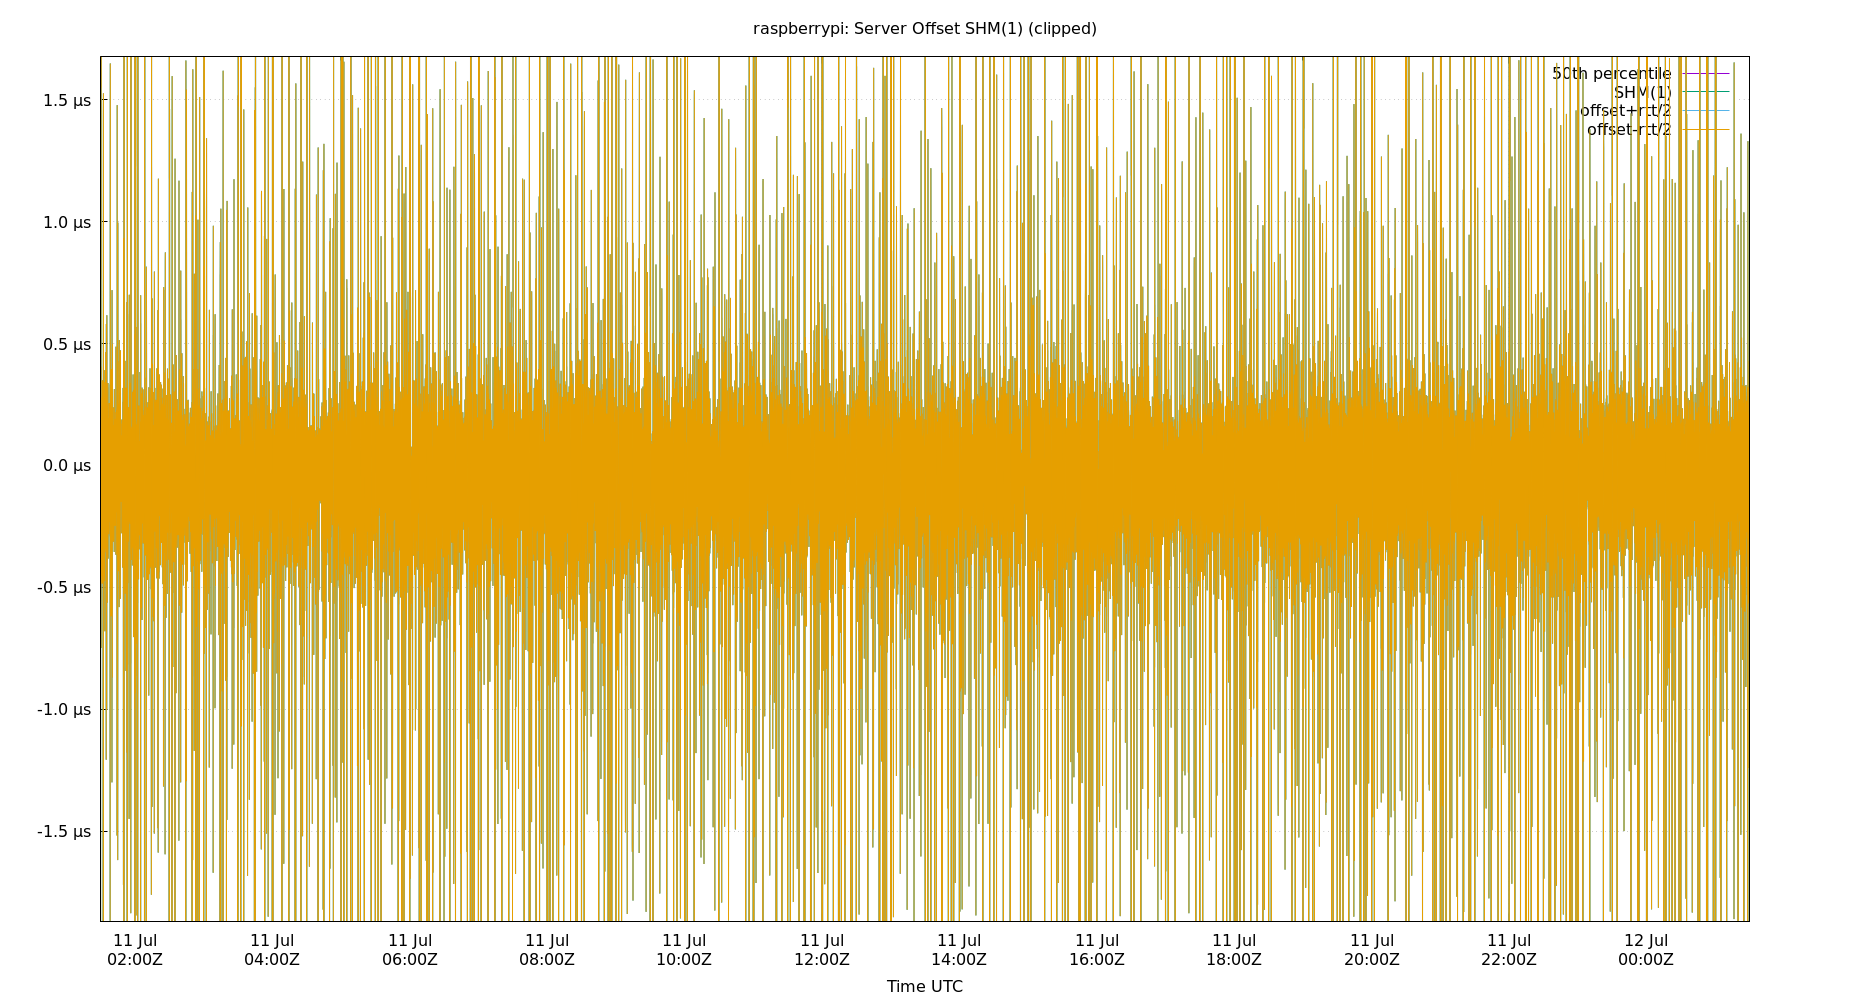 raspberrypi: Server Offset SHM(1) (clipped)
50th percentile
SHM(1)
offset+rtt/2
offset-rtt/2
1.5 µs
1.0 µs
0.5 µs
0.0 µs
-0.5 µs
-1.0 µs
-1.5 µs
11 Jul 11 Jul 11 Jul 11 Jul 11 Jul 11 Jul 11 Jul 11 Jul 11 Jul 11 Jul 11 Jul 12 Jul
02:00Z 04:00Z 06:00Z 08:00Z 10:00Z 12:00Z 14:00Z 16:00Z 18:00Z 20:00Z 22:00Z 00:00Z
Time UTC